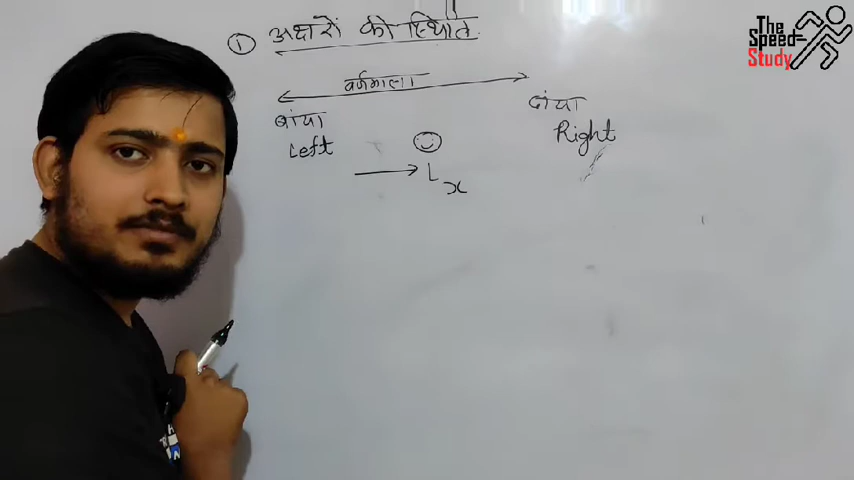 ① अक्षरों की स्थिति
वर्णमाला
बांया
Left
दांया
Right
L
x
The
Speed
Study